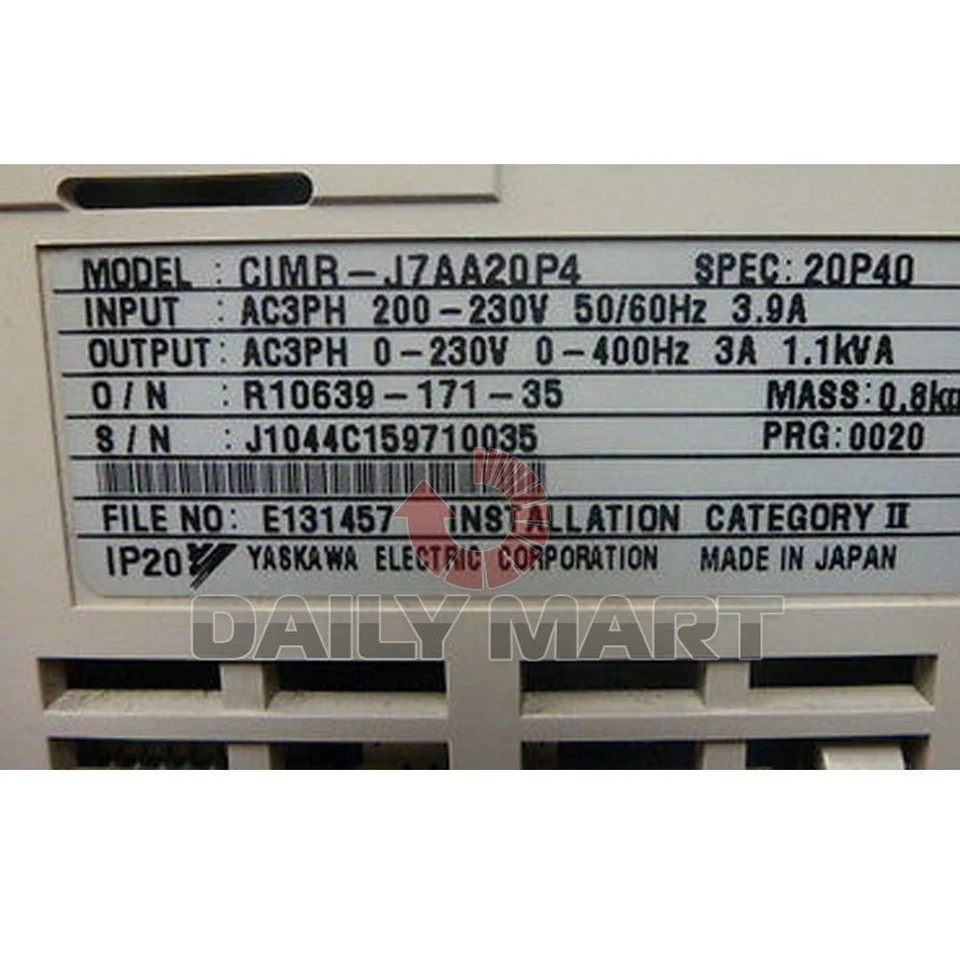 MODEL : CIMR-J7AA20P4 SPEC: 20P40
INPUT : AC3PH 200-230V 50/60Hz 3.9A
OUTPUT: AC3PH 0-230V 0-400Hz 3A 1.1kVA
O/N : R10639-171-35 MASS:0.8kg
S/N : J1044C159710035 PRG:0020
FILE NO: E131457 INSTALLATION CATEGORY II
IP20 YASKAWA ELECTRIC CORPORATION MADE IN JAPAN
DAILY MART